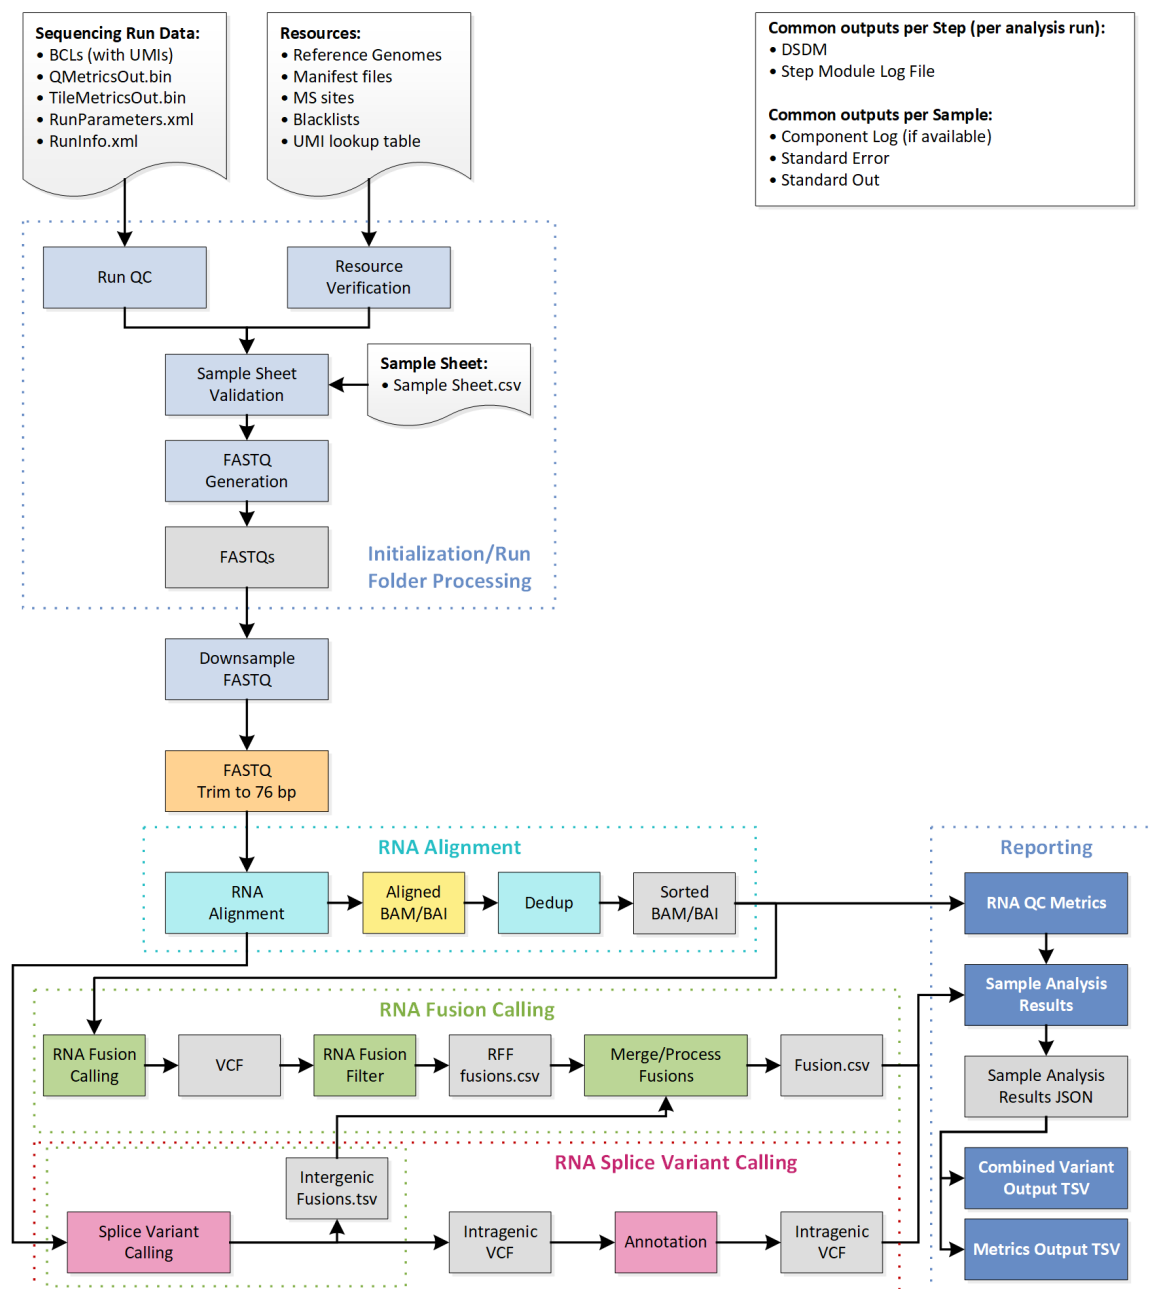 Sequencing Run Data:
• BCLs (with UMIs)
• QMetricsOut.bin
• TileMetricsOut.bin
• RunParameters.xml
• RunInfo.xml
Resources:
• Reference Genomes
• Manifest files
• MS sites
• Blacklists
• UMI lookup table
Common outputs per Step (per analysis run):
• DSDM
• Step Module Log File
Common outputs per Sample:
• Component Log (if available)
• Standard Error
• Standard Out
Run QC
Resource
Verification
Sample Sheet
Validation
Sample Sheet:
• Sample Sheet.csv
FASTQ
Generation
FASTQs
Initialization/Run
Folder Processing
Downsample
FASTQ
FASTQ
Trim to 76 bp
RNA Alignment
RNA
Alignment
Aligned
BAM/BAI
Dedup
Sorted
BAM/BAI
Reporting
RNA QC Metrics
Sample Analysis
Results
Sample Analysis
Results JSON
Combined Variant
Output TSV
Metrics Output TSV
RNA Fusion Calling
RNA Fusion
Calling
VCF
RNA Fusion
Filter
RFF
fusions.csv
Merge/Process
Fusions
Fusion.csv
RNA Splice Variant Calling
Intergenic
Fusions.tsv
Splice Variant
Calling
Intragenic
VCF
Annotation
Intragenic
VCF